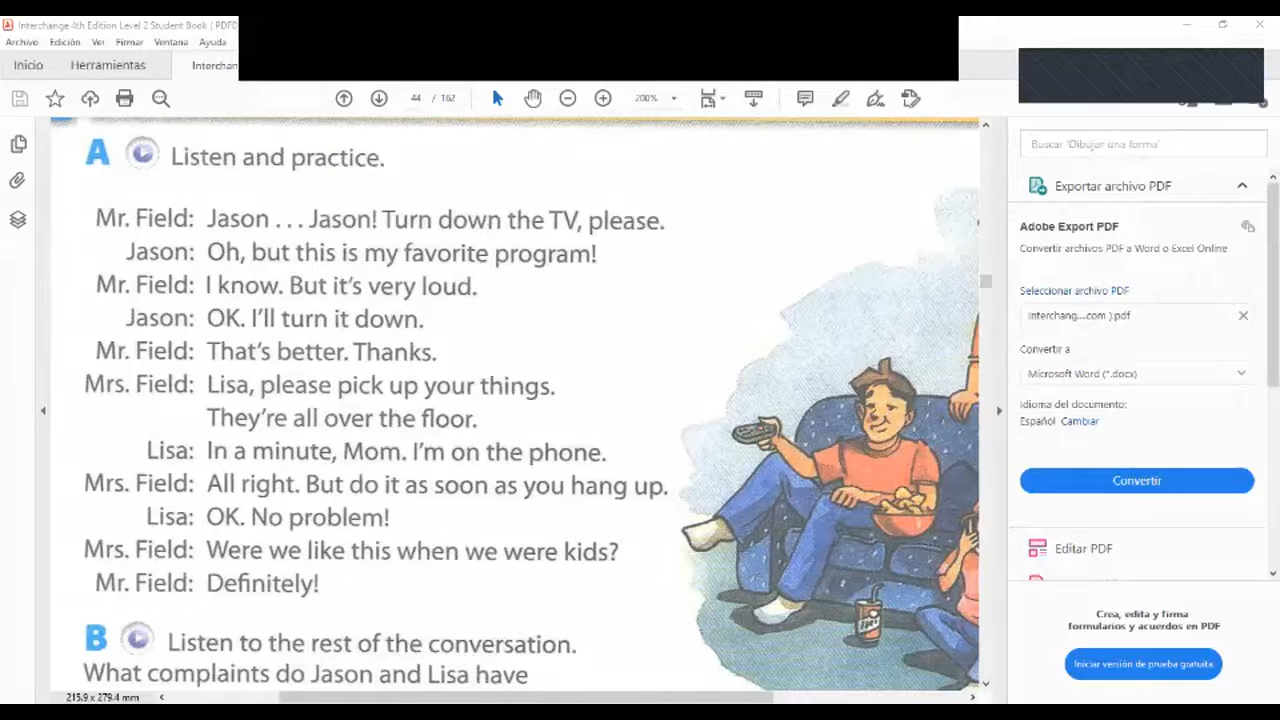 Interchange 4th Edition Level 2 Student Book ( PDFD
Archivo Edición Ver Firmar Ventana Ayuda
Inicio Herramientas Interchan
44 / 162 200%
A Listen and practice.
Mr. Field: Jason . . . Jason! Turn down the TV, please.
Jason: Oh, but this is my favorite program!
Mr. Field: I know. But it's very loud.
Jason: OK. I'll turn it down.
Mr. Field: That's better. Thanks.
Mrs. Field: Lisa, please pick up your things.
They're all over the floor.
Lisa: In a minute, Mom. I'm on the phone.
Mrs. Field: All right. But do it as soon as you hang up.
Lisa: OK. No problem!
Mrs. Field: Were we like this when we were kids?
Mr. Field: Definitely!
B Listen to the rest of the conversation.
What complaints do Jason and Lisa have
215.9 x 279.4 mm
Buscar 'Dibujar una forma'
Exportar archivo PDF
Adobe Export PDF
Convertir archivos PDF a Word o Excel Online
Seleccionar archivo PDF
Interchang...com ).pdf
Convertir a
Microsoft Word (*.docx)
Idioma del documento:
Español Cambiar
Convertir
Editar PDF
Crea, edita y firma
formularios y acuerdos en PDF
Iniciar versión de prueba gratuita